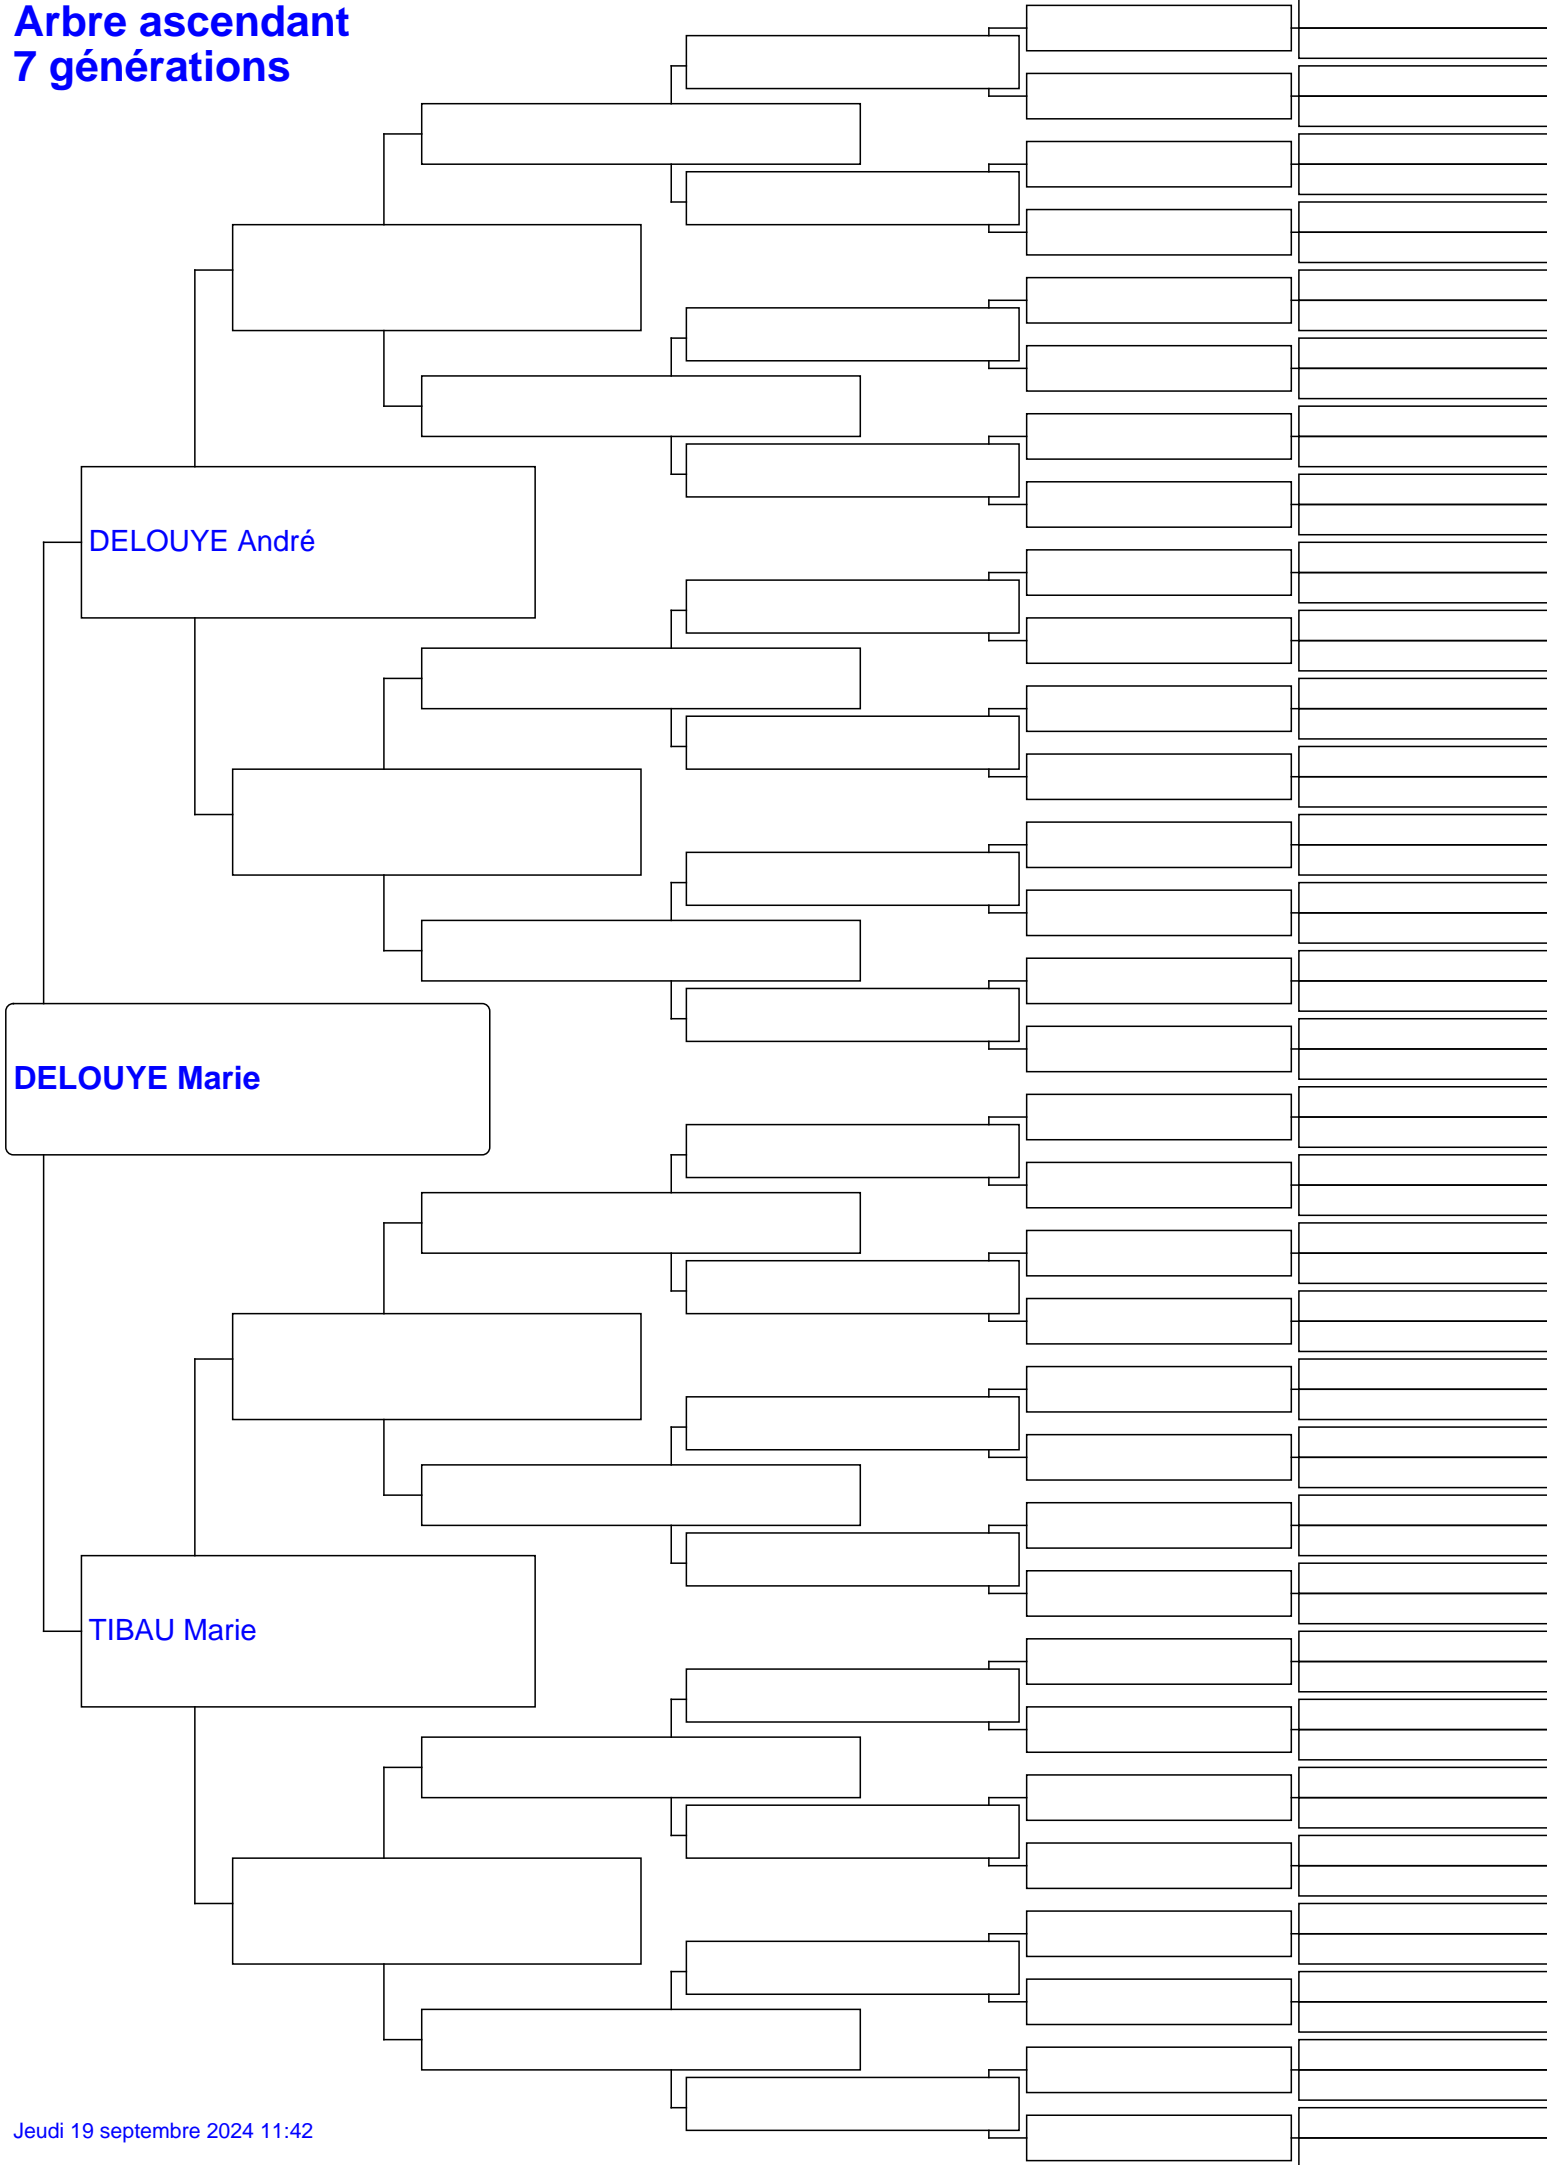 Arbre ascendant
7 générations
DELOUYE André
DELOUYE Marie
TIBAU Marie
Jeudi 19 septembre 2024 11:42